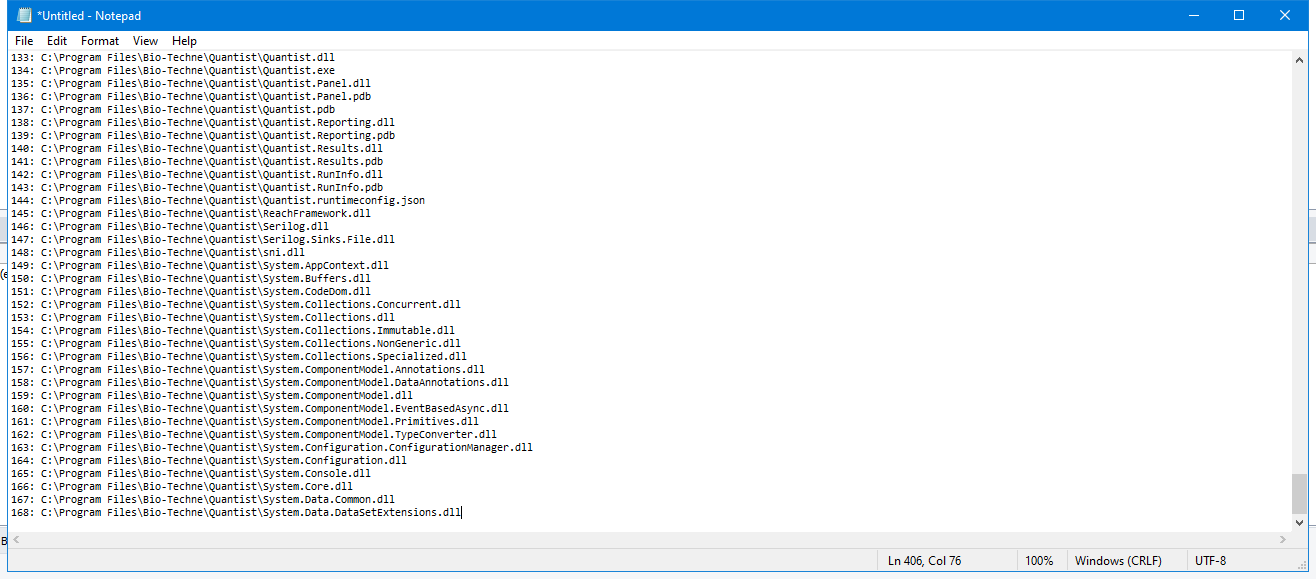 *Untitled - Notepad
File Edit Format View Help
133: C:\Program Files\Bio-Techne\Quantist\Quantist.dll
134: C:\Program Files\Bio-Techne\Quantist\Quantist.exe
135: C:\Program Files\Bio-Techne\Quantist\Quantist.Panel.dll
136: C:\Program Files\Bio-Techne\Quantist\Quantist.Panel.pdb
137: C:\Program Files\Bio-Techne\Quantist\Quantist.pdb
138: C:\Program Files\Bio-Techne\Quantist\Quantist.Reporting.dll
139: C:\Program Files\Bio-Techne\Quantist\Quantist.Reporting.pdb
140: C:\Program Files\Bio-Techne\Quantist\Quantist.Results.dll
141: C:\Program Files\Bio-Techne\Quantist\Quantist.Results.pdb
142: C:\Program Files\Bio-Techne\Quantist\Quantist.RunInfo.dll
143: C:\Program Files\Bio-Techne\Quantist\Quantist.RunInfo.pdb
144: C:\Program Files\Bio-Techne\Quantist\Quantist.runtimeconfig.json
145: C:\Program Files\Bio-Techne\Quantist\ReachFramework.dll
146: C:\Program Files\Bio-Techne\Quantist\Serilog.dll
147: C:\Program Files\Bio-Techne\Quantist\Serilog.Sinks.File.dll
148: C:\Program Files\Bio-Techne\Quantist\sni.dll
149: C:\Program Files\Bio-Techne\Quantist\System.AppContext.dll
150: C:\Program Files\Bio-Techne\Quantist\System.Buffers.dll
151: C:\Program Files\Bio-Techne\Quantist\System.CodeDom.dll
152: C:\Program Files\Bio-Techne\Quantist\System.Collections.Concurrent.dll
153: C:\Program Files\Bio-Techne\Quantist\System.Collections.dll
154: C:\Program Files\Bio-Techne\Quantist\System.Collections.Immutable.dll
155: C:\Program Files\Bio-Techne\Quantist\System.Collections.NonGeneric.dll
156: C:\Program Files\Bio-Techne\Quantist\System.Collections.Specialized.dll
157: C:\Program Files\Bio-Techne\Quantist\System.ComponentModel.Annotations.dll
158: C:\Program Files\Bio-Techne\Quantist\System.ComponentModel.DataAnnotations.dll
159: C:\Program Files\Bio-Techne\Quantist\System.ComponentModel.dll
160: C:\Program Files\Bio-Techne\Quantist\System.ComponentModel.EventBasedAsync.dll
161: C:\Program Files\Bio-Techne\Quantist\System.ComponentModel.Primitives.dll
162: C:\Program Files\Bio-Techne\Quantist\System.ComponentModel.TypeConverter.dll
163: C:\Program Files\Bio-Techne\Quantist\System.Configuration.ConfigurationManager.dll
164: C:\Program Files\Bio-Techne\Quantist\System.Configuration.dll
165: C:\Program Files\Bio-Techne\Quantist\System.Console.dll
166: C:\Program Files\Bio-Techne\Quantist\System.Core.dll
167: C:\Program Files\Bio-Techne\Quantist\System.Data.Common.dll
168: C:\Program Files\Bio-Techne\Quantist\System.Data.DataSetExtensions.dll
Ln 406, Col 76 100% Windows (CRLF) UTF-8